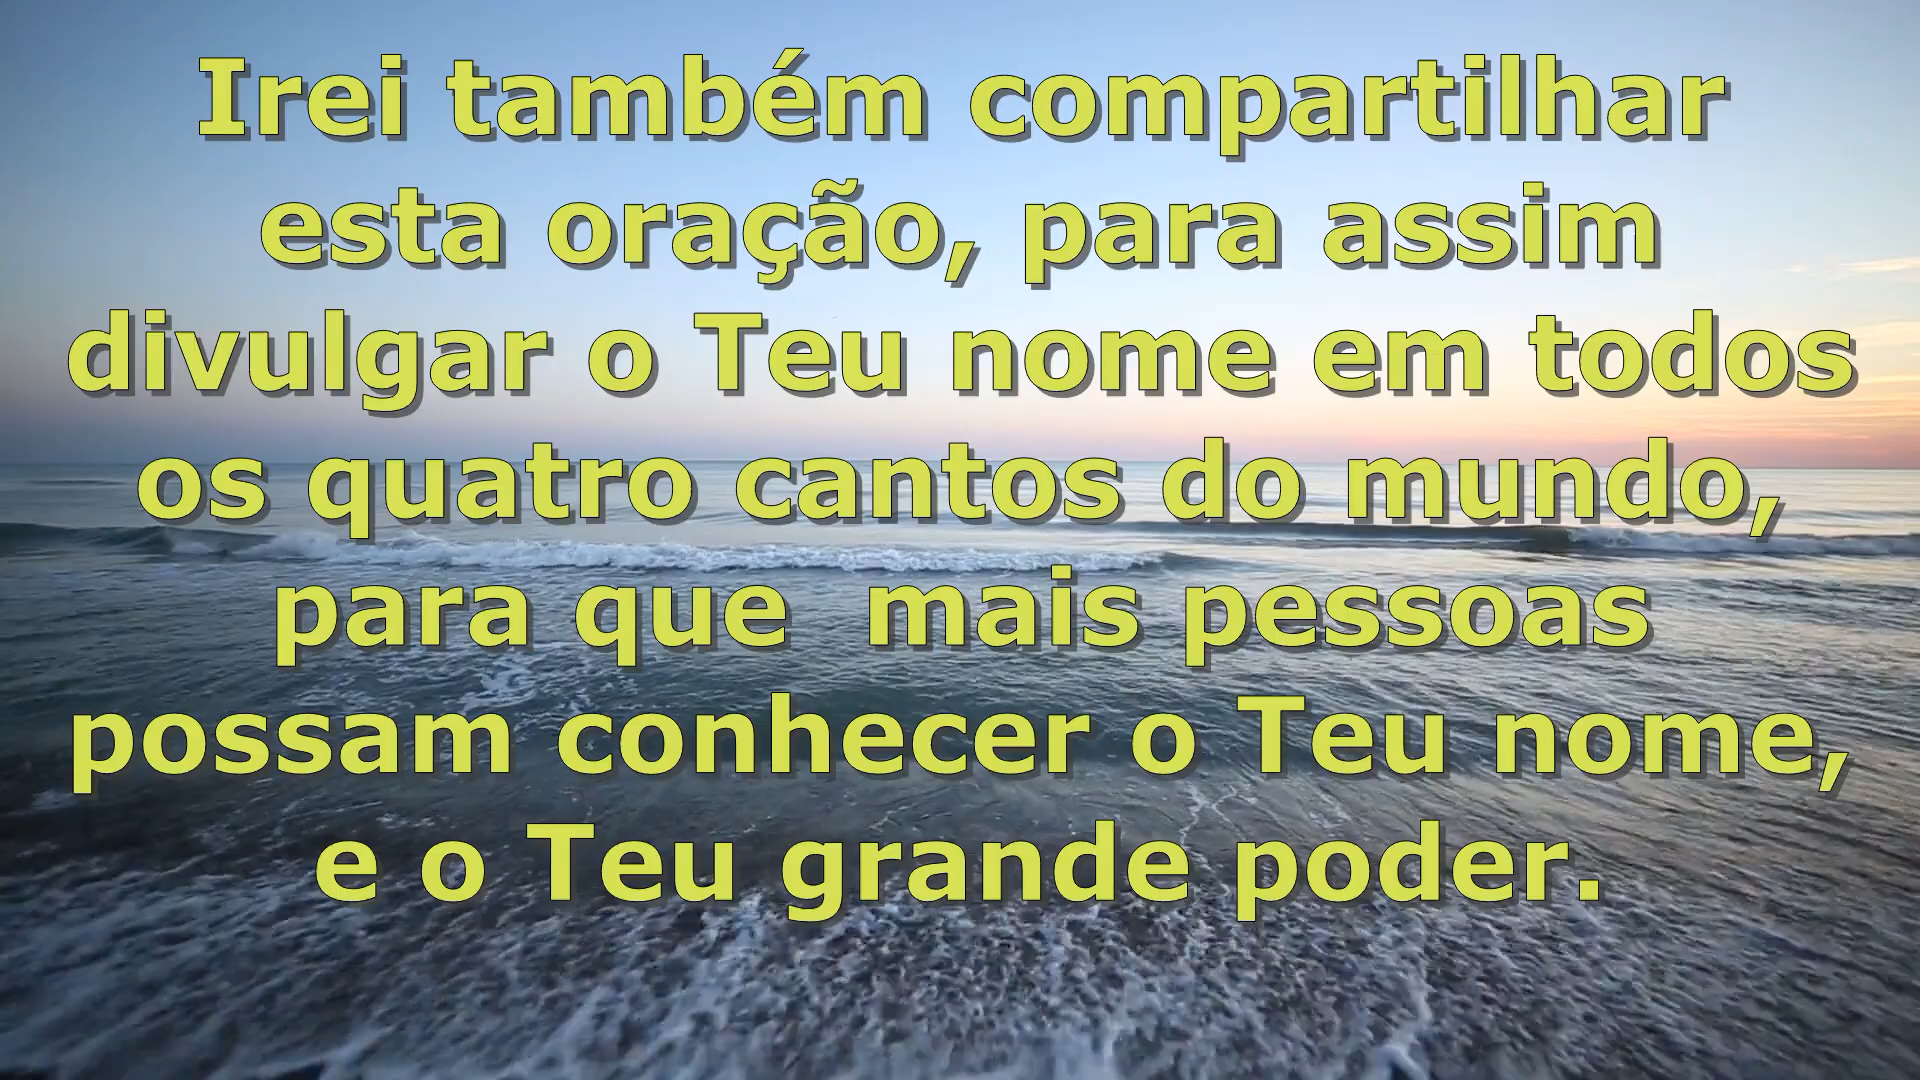 Irei também compartilhar
esta oração, para assim
divulgar o Teu nome em todos
os quatro cantos do mundo,
para que  mais pessoas
possam conhecer o Teu nome,
e o Teu grande poder.